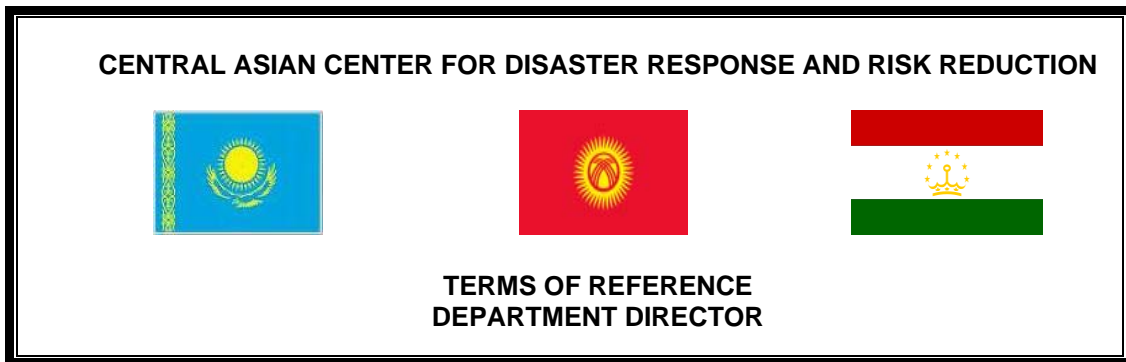 CENTRAL ASIAN CENTER FOR DISASTER RESPONSE AND RISK REDUCTION
TERMS OF REFERENCE
DEPARTMENT DIRECTOR